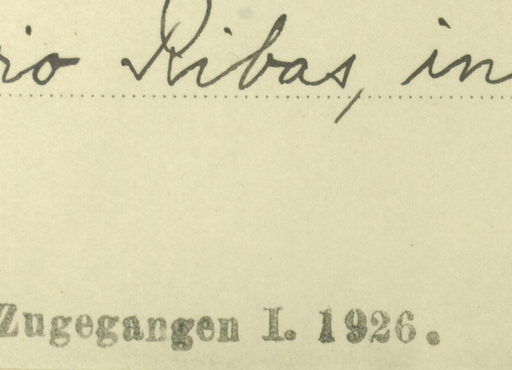 rio Ribas, in
Zugegangen I. 1926.